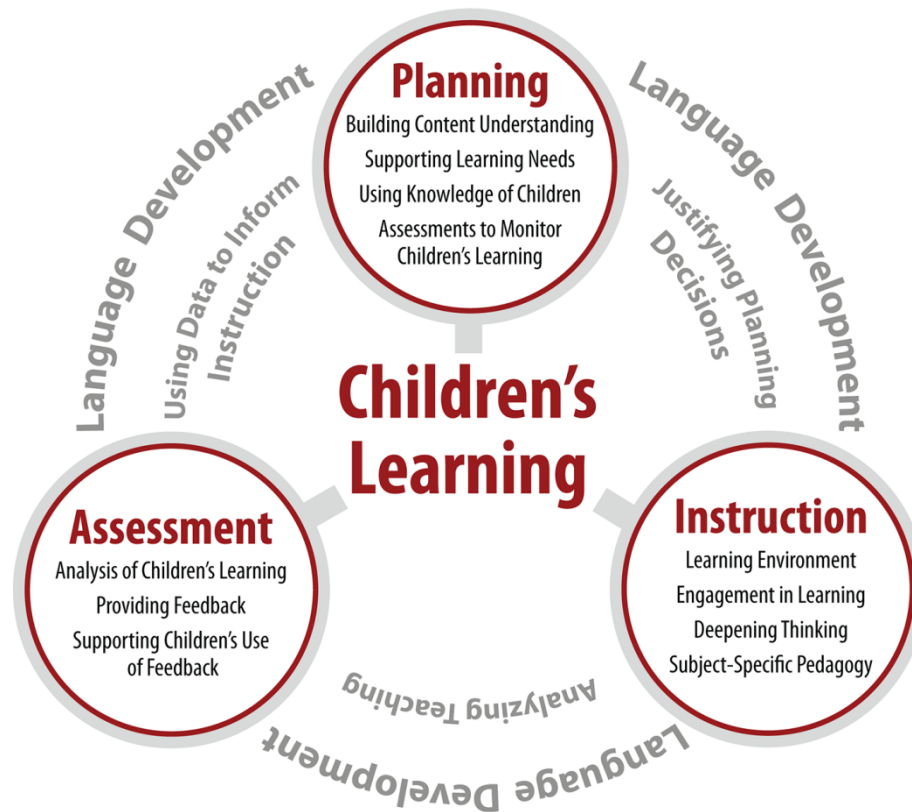 Planning
Building Content Understanding
Supporting Learning Needs
Using Knowledge of Children
Assessments to Monitor
Children's Learning
Language Development
Using Data to Inform
Instruction
Language Development
Justifying Planning
Decisions
Children's
Learning
Assessment
Analysis of Children's Learning
Providing Feedback
Supporting Children's Use
of Feedback
Instruction
Learning Environment
Engagement in Learning
Deepening Thinking
Subject-Specific Pedagogy
Analyzing Teaching
Language Development